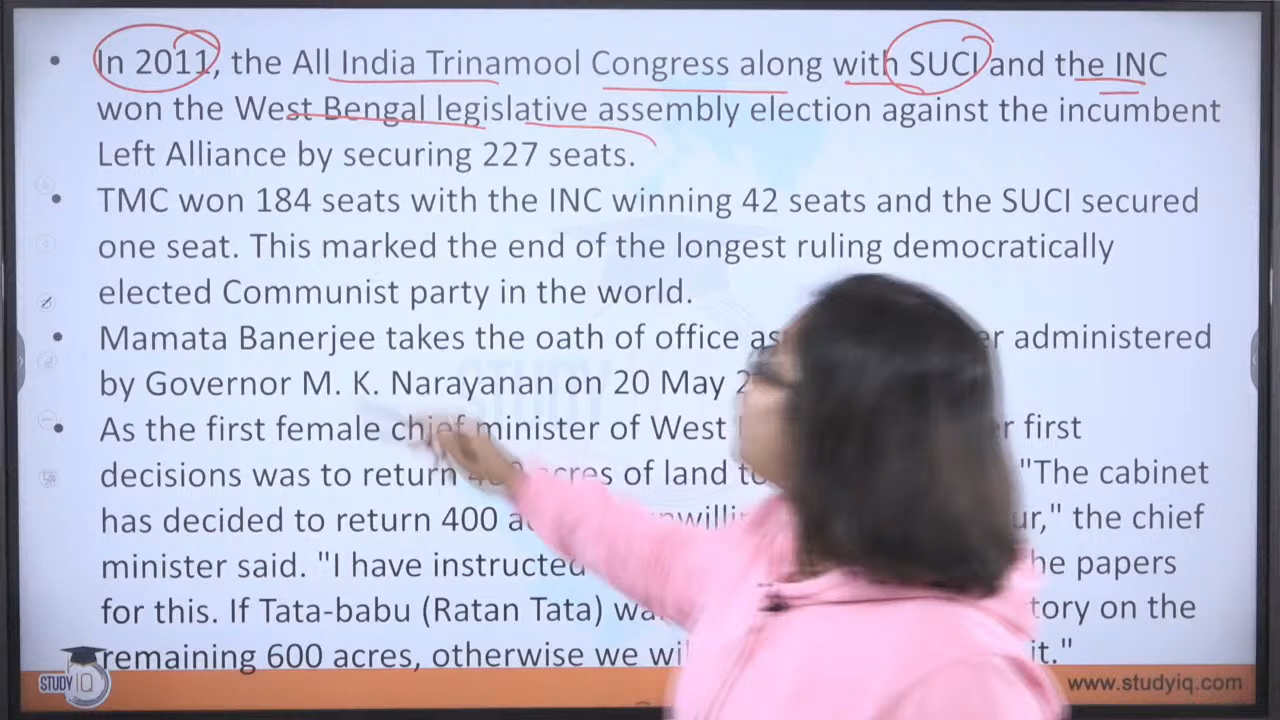 In 2011, the All India Trinamool Congress along with SUCI and the INC
won the West Bengal legislative assembly election against the incumbent
Left Alliance by securing 227 seats.
TMC won 184 seats with the INC winning 42 seats and the SUCI secured
one seat. This marked the end of the longest ruling democratically
elected Communist party in the world.
Mamata Banerjee takes the oath of office as administered
by Governor M. K. Narayanan on 20 May
As the first female chief minister of West first
decisions was to return acres of land "The cabinet
has decided to return 400 the chief
minister said. "I have instructed papers
for this. If Tata-babu (Ratan Tata) on the
remaining 600 acres, otherwise we it."
STUDY IQ
www.studyiq.com